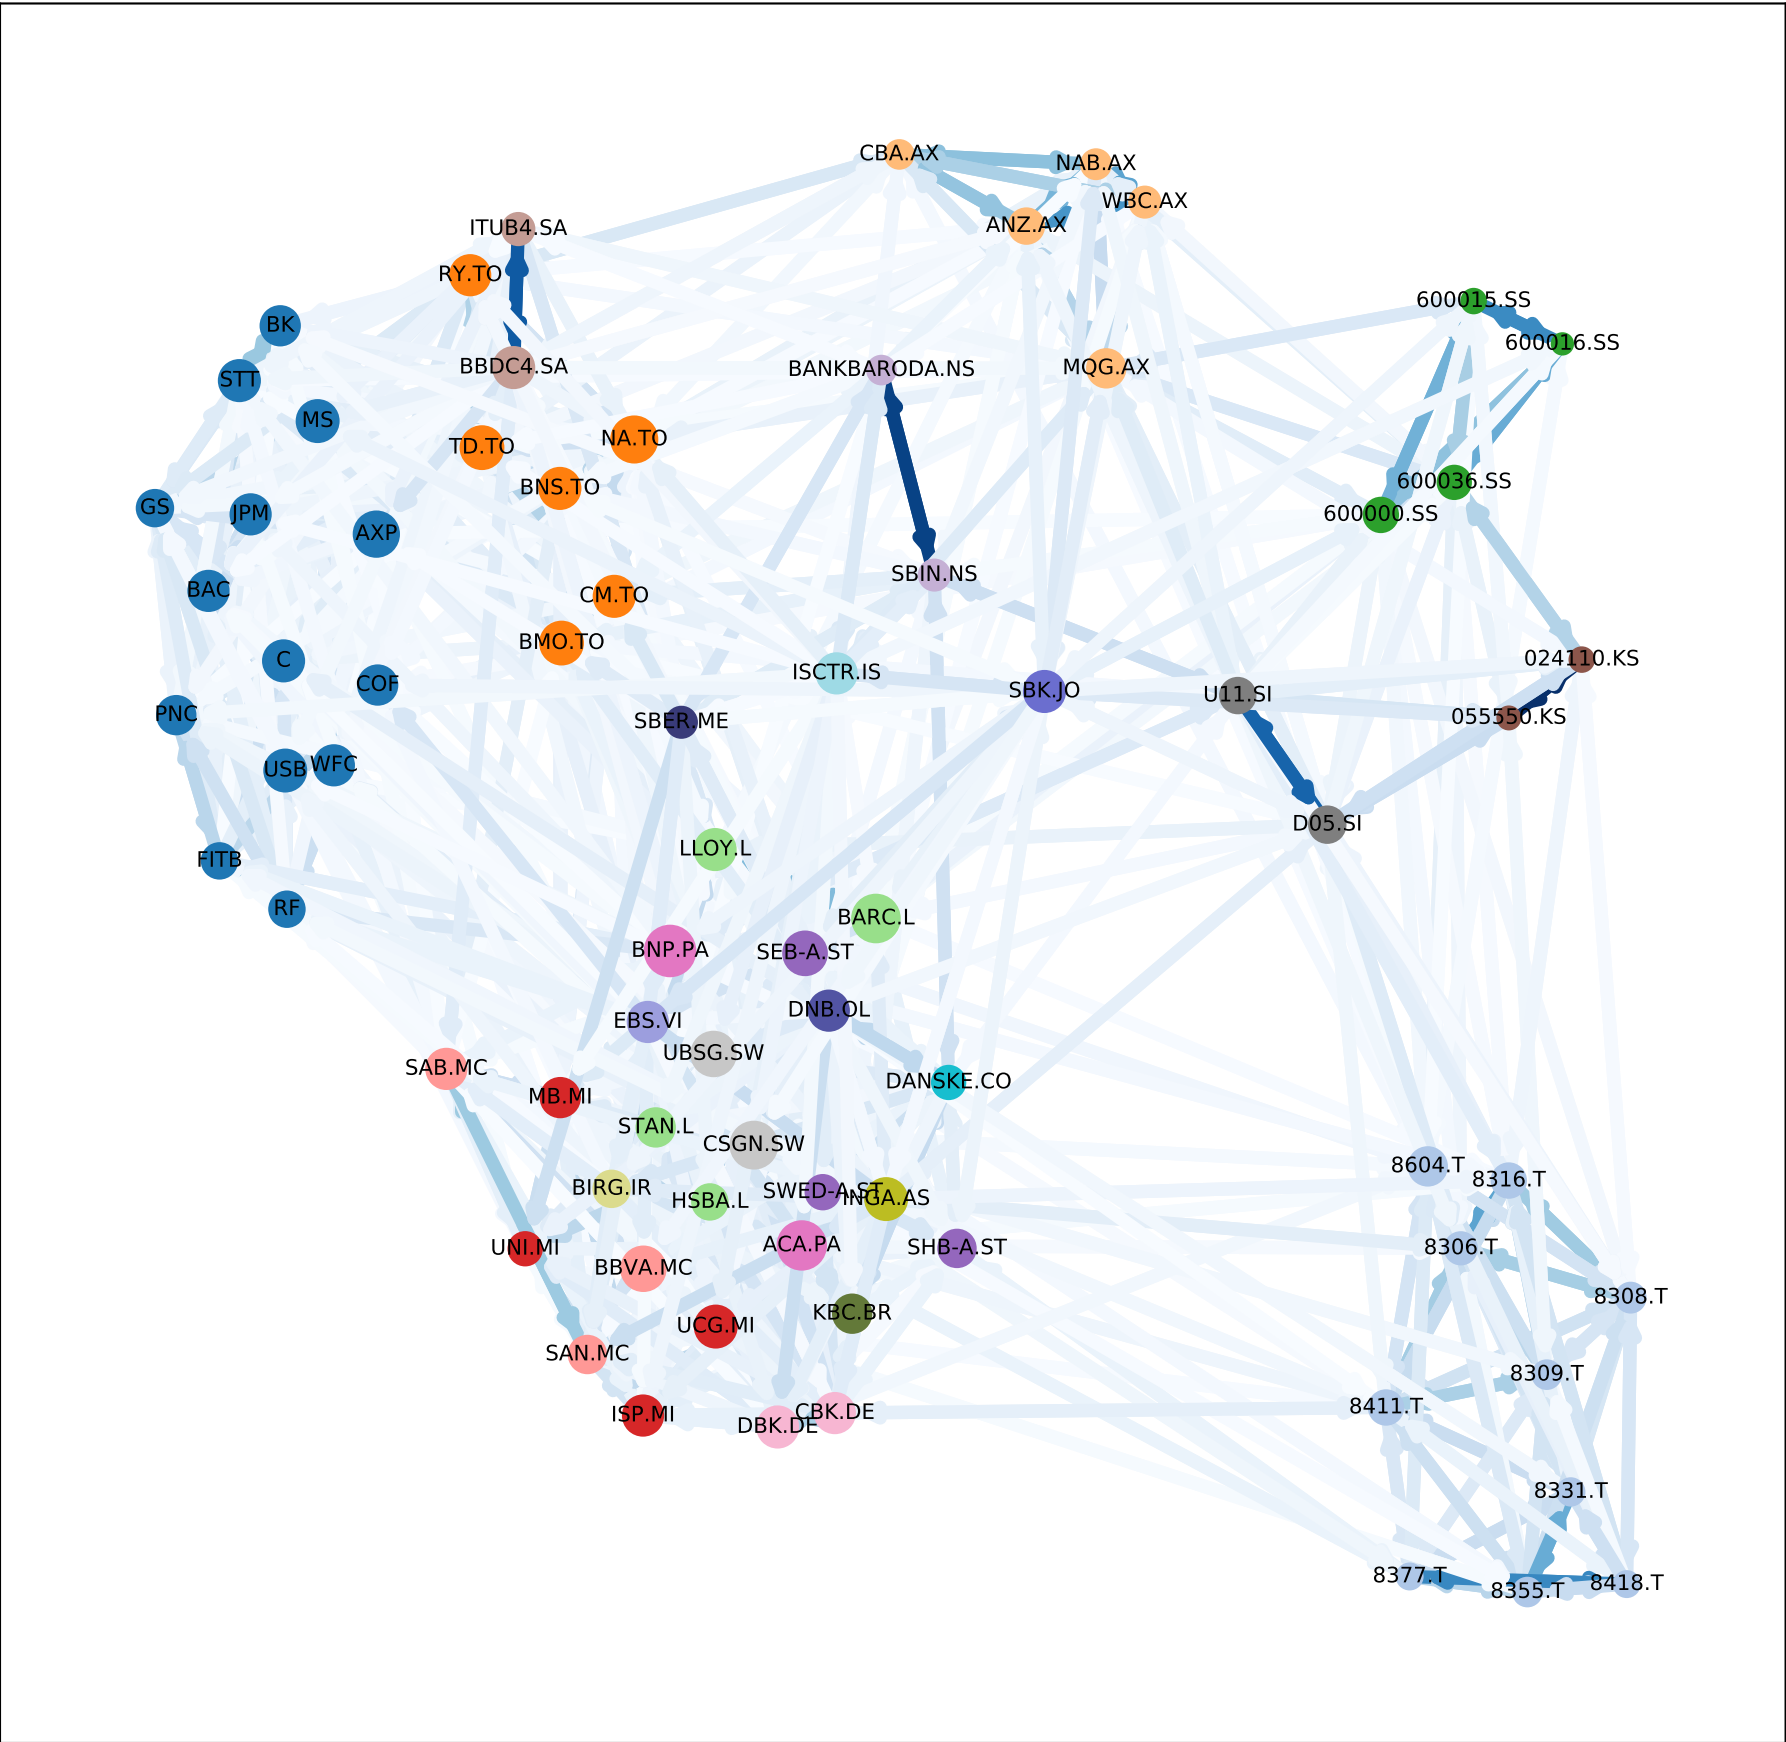 CBA.AX
NAB.AX
WBC.AX
ANZ.AX
ITUB4.SA
RY.TO
600015.SS
BK
600016.SS
BBDC4.SA
BANKBARODA.NS
MQG.AX
STT
MS
NA.TO
TD.TO
600036.SS
BNS.TO
GS
JPM
600000.SS
AXP
SBIN.NS
BAC
CM.TO
BMO.TO
C
024110.KS
ISCTR.IS
COF
SBK.JO
U11.SI
PNC
055550.KS
SBER.ME
WFC
USB
D05.SI
LLOY.L
FITB
RF
BARC.L
BNP.PA
SEB-A.ST
DNB.OL
EBS.VI
UBSG.SW
SAB.MC
DANSKE.CO
MB.MI
STAN.L
CSGN.SW
8604.T
8316.T
BIRG.IR
SWED-A.ST
INGA.AS
HSBA.L
ACA.PA
UNI.MI
SHB-A.ST
8306.T
BBVA.MC
8308.T
KBC.BR
UCG.MI
SAN.MC
8309.T
8411.T
CBK.DE
ISP.MI
DBK.DE
8331.T
8377.T
8418.T
8355.T